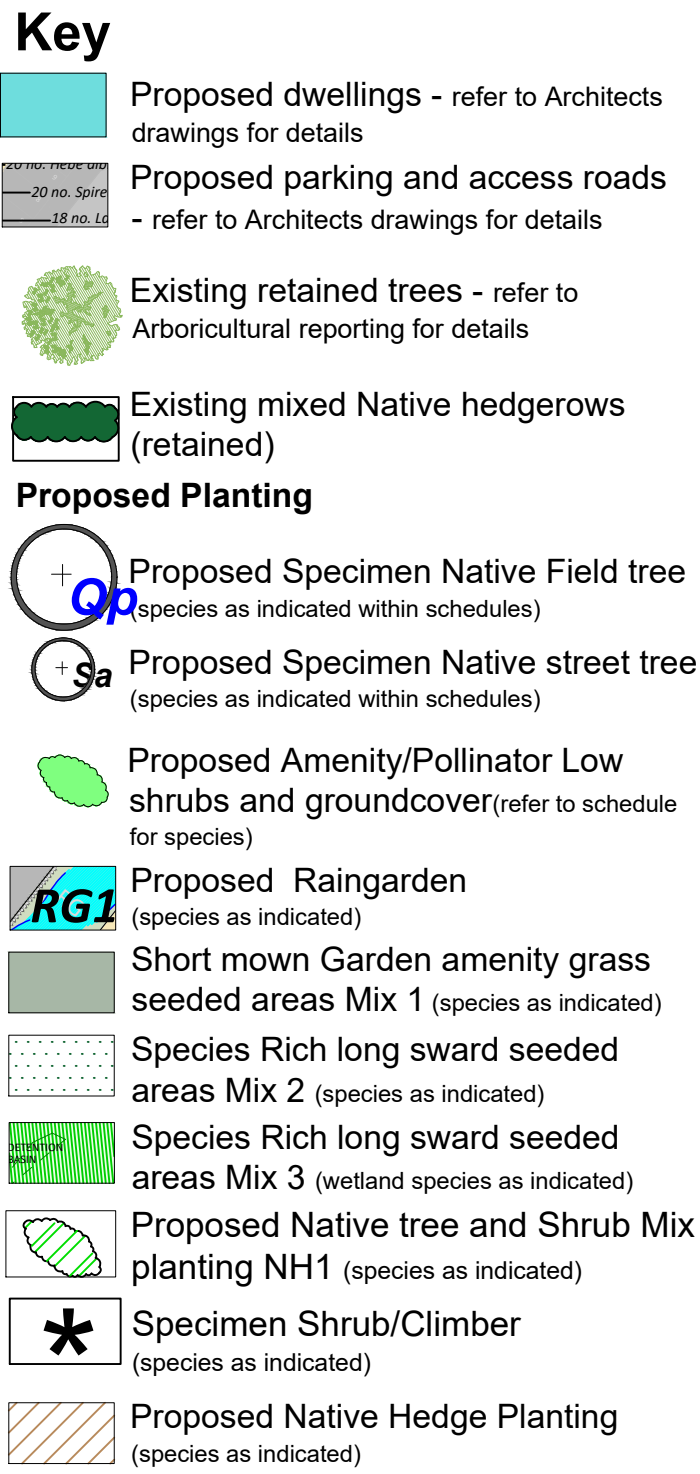 Key
Proposed dwellings - refer to Architects
drawings for details
20 no. Spire
18 no. Lo
Proposed parking and access roads
- refer to Architects drawings for details
Existing retained trees - refer to
Arboricultural reporting for details
Existing mixed Native hedgerows
(retained)
Proposed Planting
Qp
Proposed Specimen Native Field tree
(species as indicated within schedules)
Sa
Proposed Specimen Native street tree
(species as indicated within schedules)
Proposed Amenity/Pollinator Low
shrubs and groundcover(refer to schedule
for species)
RG1
Proposed Raingarden
(species as indicated)
Short mown Garden amenity grass
seeded areas Mix 1 (species as indicated)
Species Rich long sward seeded
areas Mix 2 (species as indicated)
DETENTION
BASIN
Species Rich long sward seeded
areas Mix 3 (wetland species as indicated)
Proposed Native tree and Shrub Mix
planting NH1 (species as indicated)
*
Specimen Shrub/Climber
(species as indicated)
Proposed Native Hedge Planting
(species as indicated)